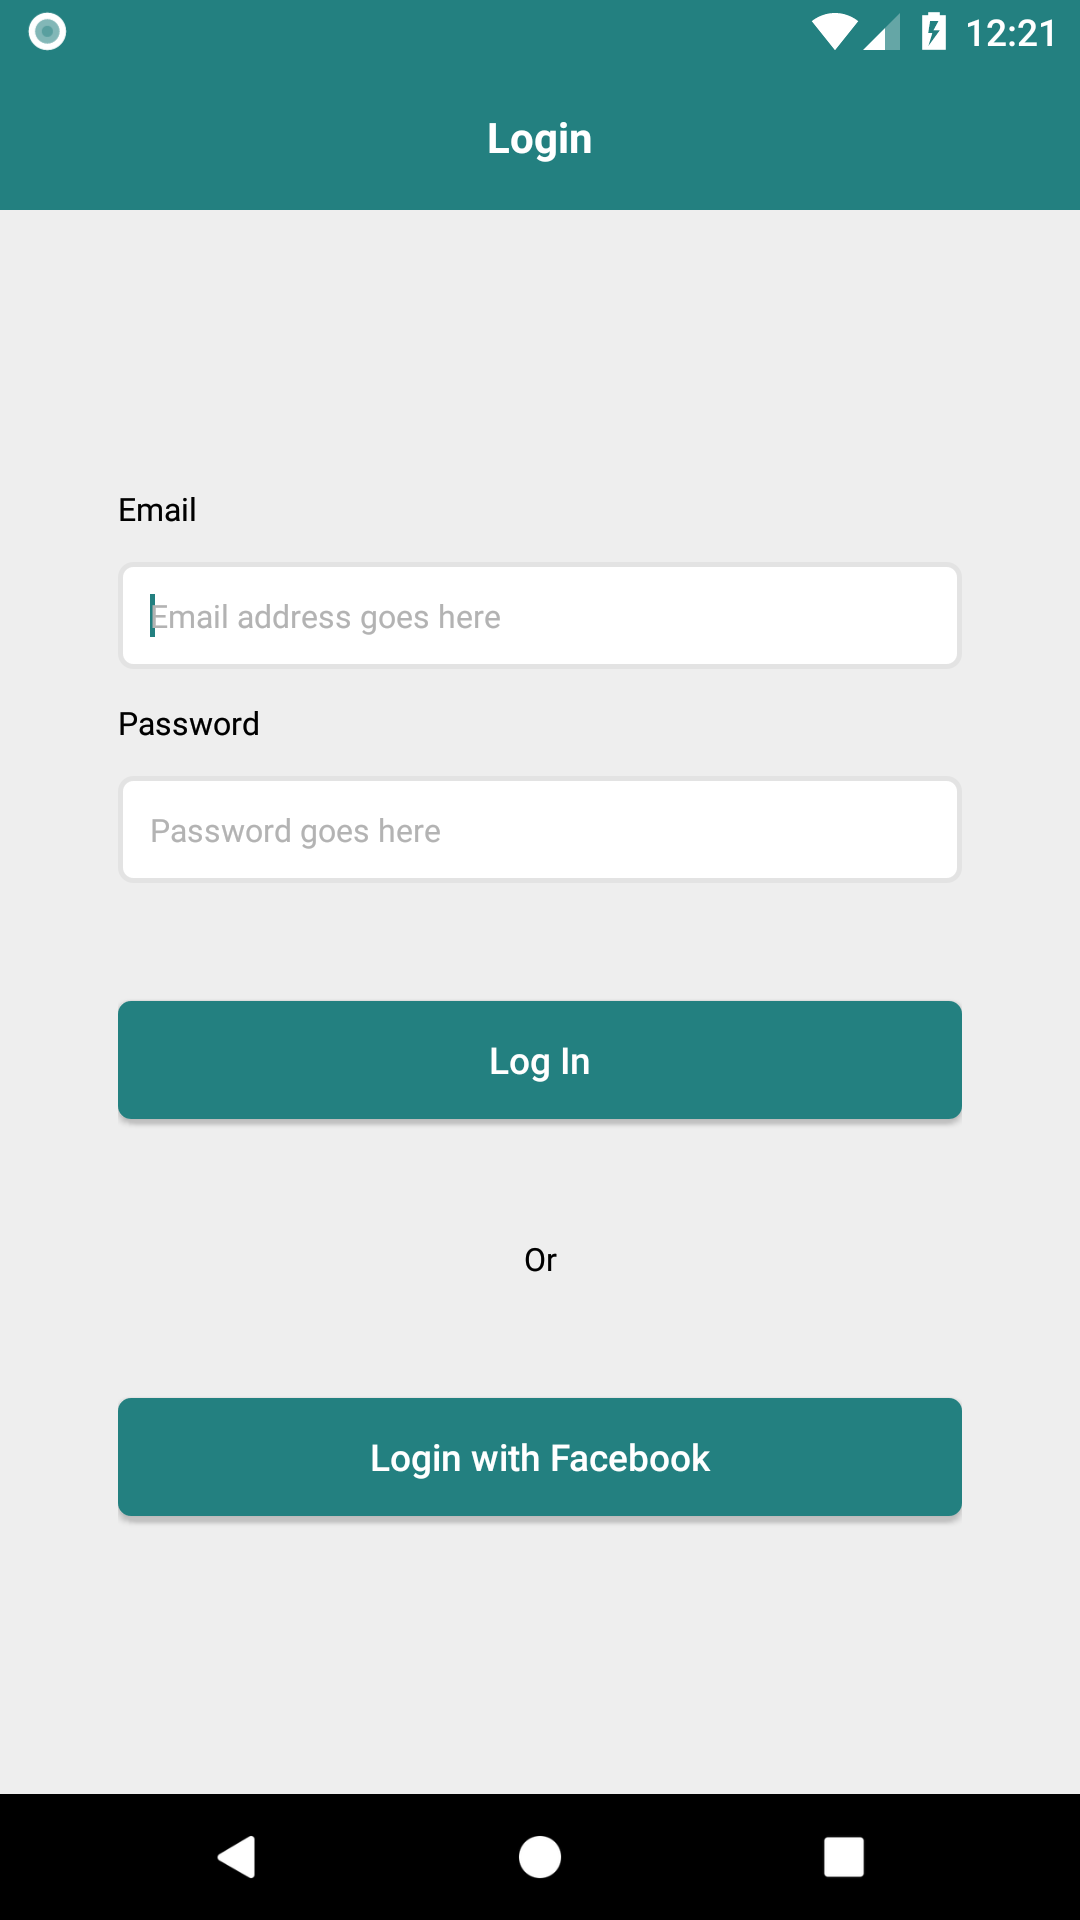 12:21
Login
Email
Email address goes here
Password
Password goes here
Log In
Or
Login with Facebook